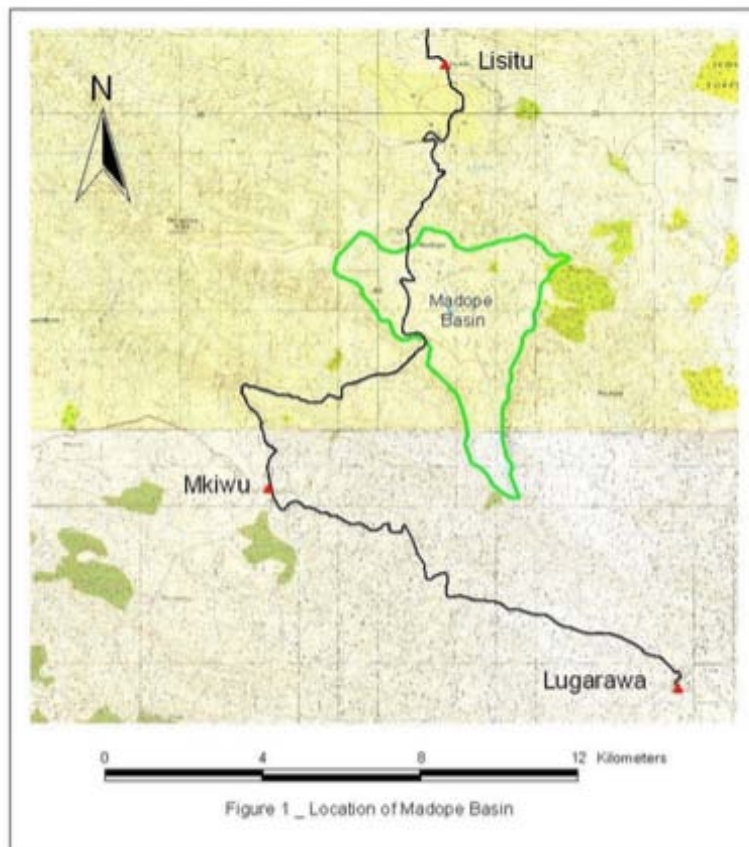 Lisitu
N
Madope
Basin
Mkiwu
Lugarawa
0 4 8 12 Kilometers
Figure 1 _ Location of Madope Basin